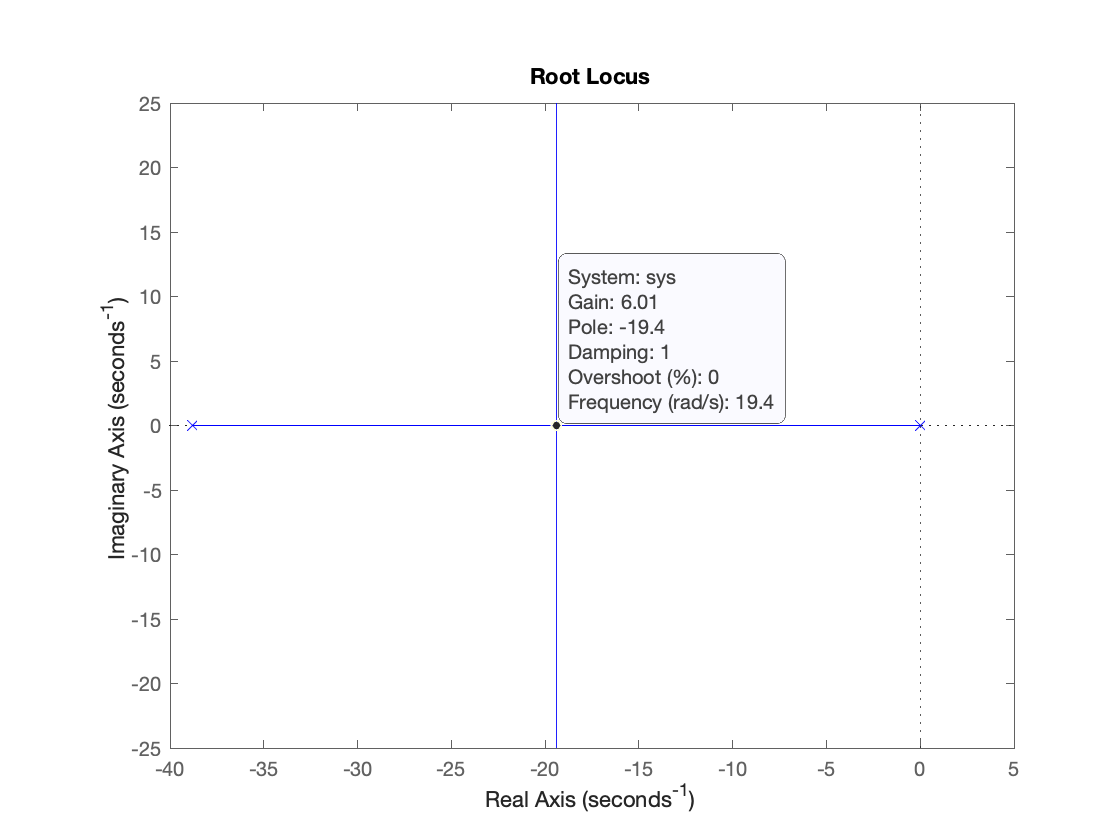 Root Locus
25
20
15
10
5
0
-5
-10
-15
-20
-25
Imaginary Axis (seconds⁻¹)
System: sys
Gain: 6.01
Pole: -19.4
Damping: 1
Overshoot (%): 0
Frequency (rad/s): 19.4
-40 -35 -30 -25 -20 -15 -10 -5 0 5
Real Axis (seconds⁻¹)